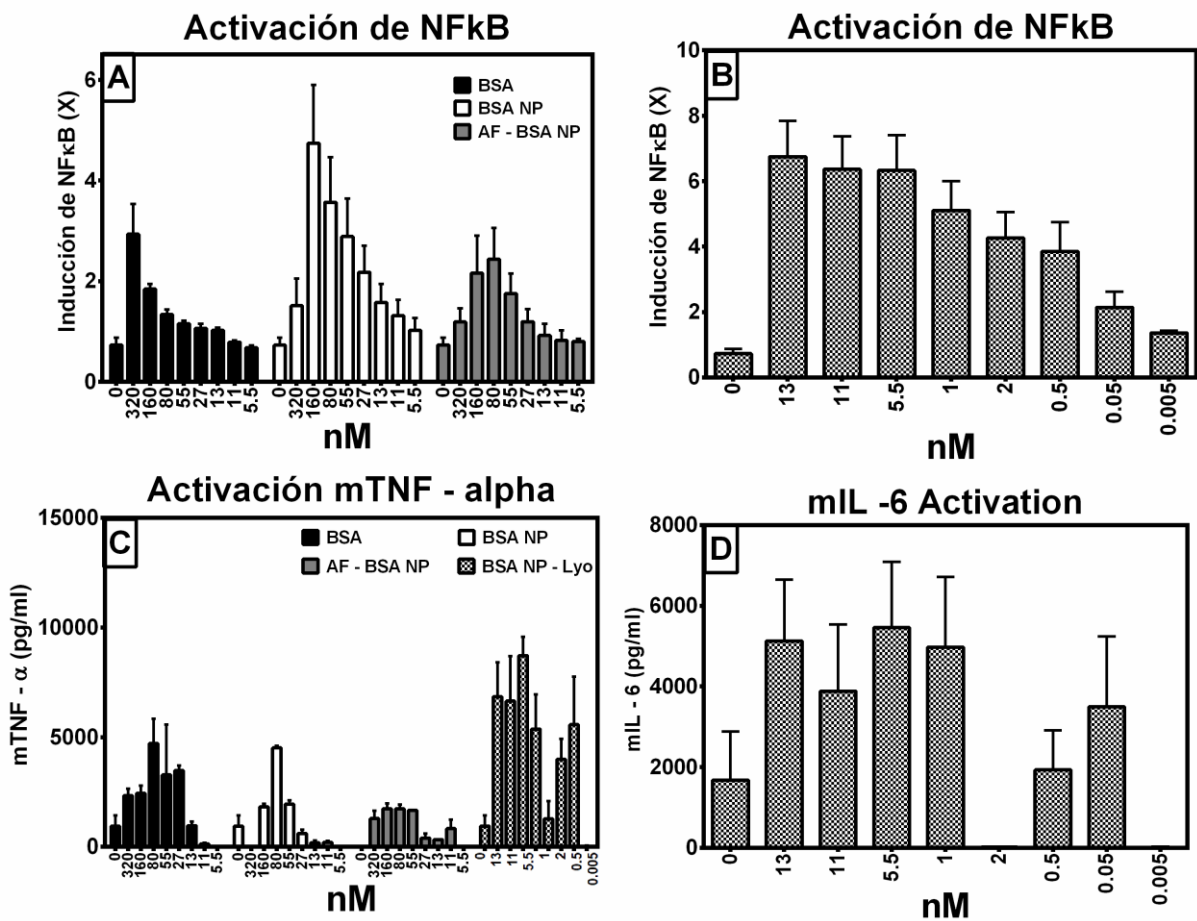 Activación de NFkB
A
BSA
BSA NP
AF - BSA NP
Inducción de NFκB (X)
6
4
2
0
0 320 160 80 55 27 13 11 5.5 0 320 160 80 55 27 13 11 5.5 0 320 160 80 55 27 13 11 5.5
nM
Activación de NFkB
B
Inducción de NFκB (X)
10
8
6
4
2
0
0 13 11 5.5 1 2 0.5 0.05 0.005
nM
Activación mTNF - alpha
C
BSA BSA NP
AF - BSA NP BSA NP - Lyo
mTNF - α (pg/ml)
15000
10000
5000
0
0 320 160 80 55 27 13 11 5.5 0 320 160 80 55 27 13 11 5.5 0 320 160 80 55 27 13 11 5.5 0 13 11 5.5 1 2 0.5 0.005
nM
mIL -6 Activation
D
mIL - 6 (pg/ml)
8000
6000
4000
2000
0
0 13 11 5.5 1 2 0.5 0.05 0.005
nM